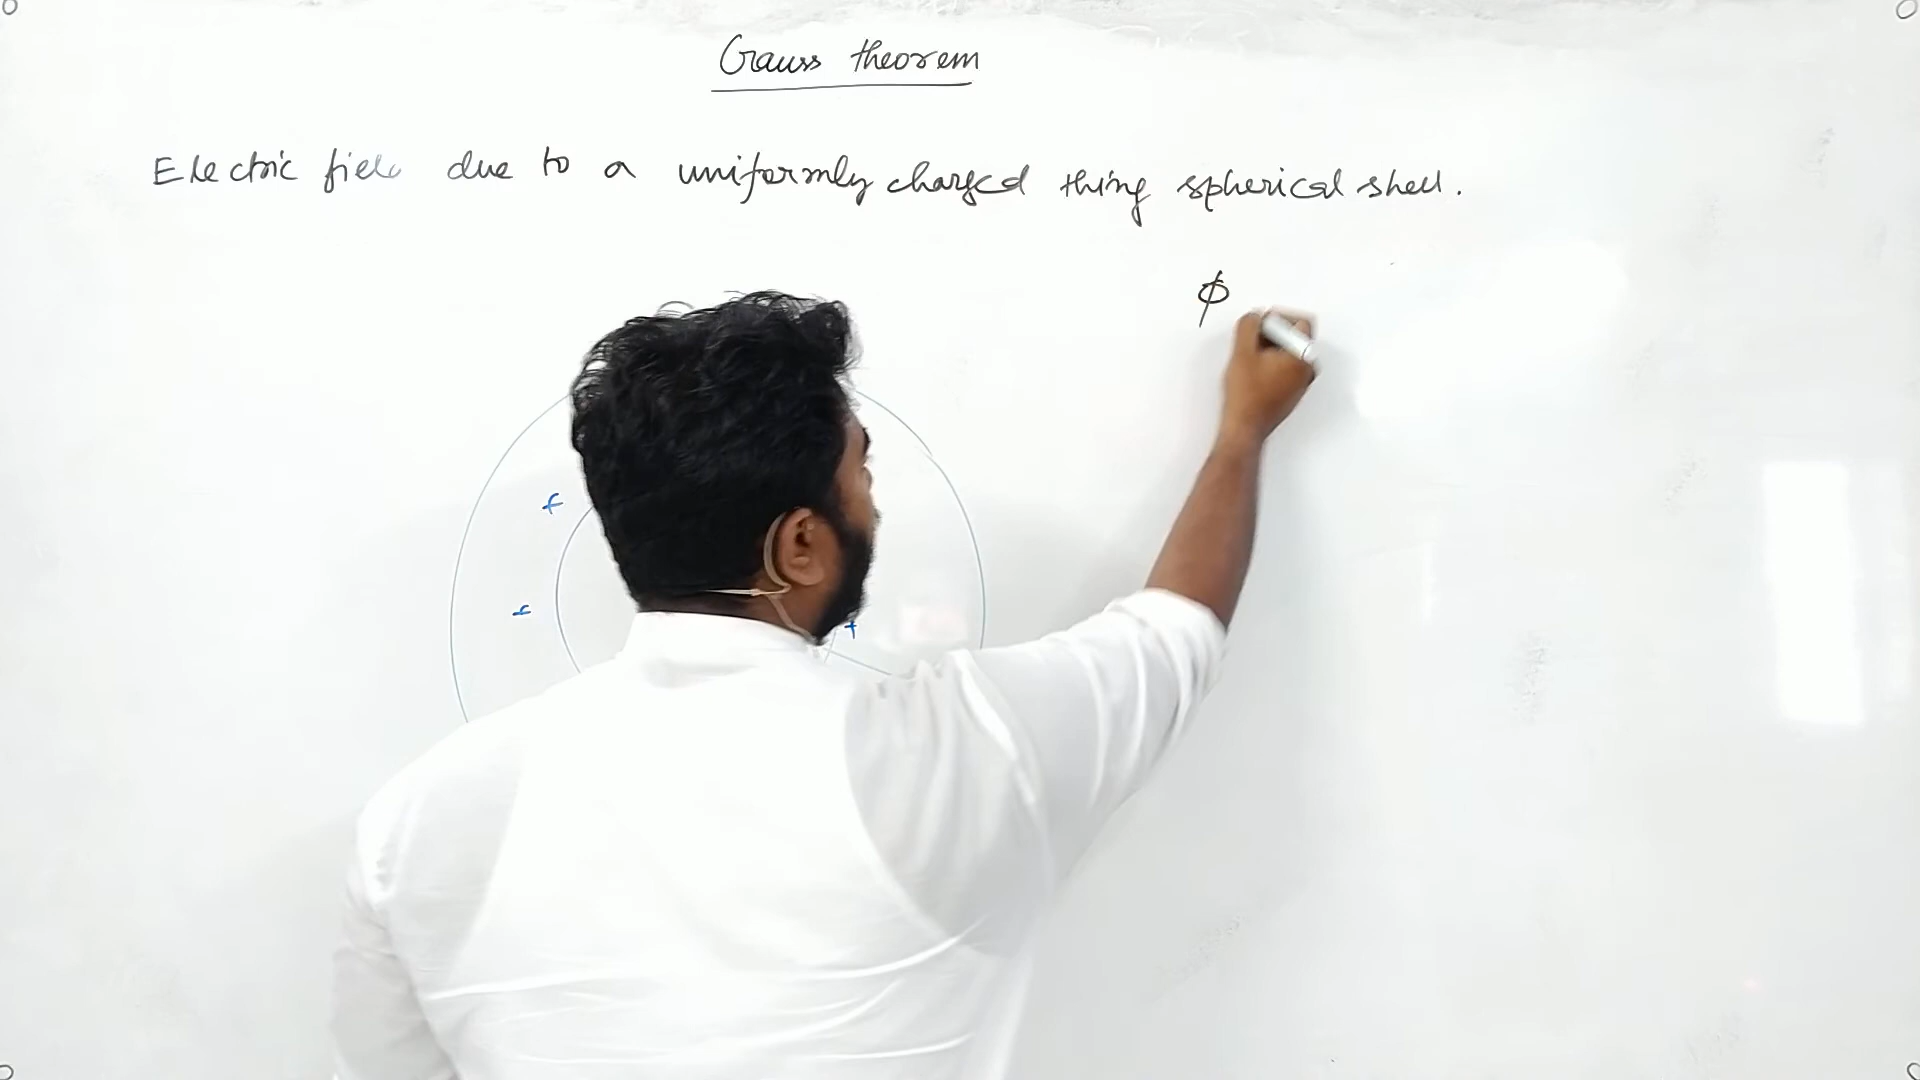 Gauss theorem
Electric field due to a uniformly charged thing spherical shell.
ϕ
+
+
+